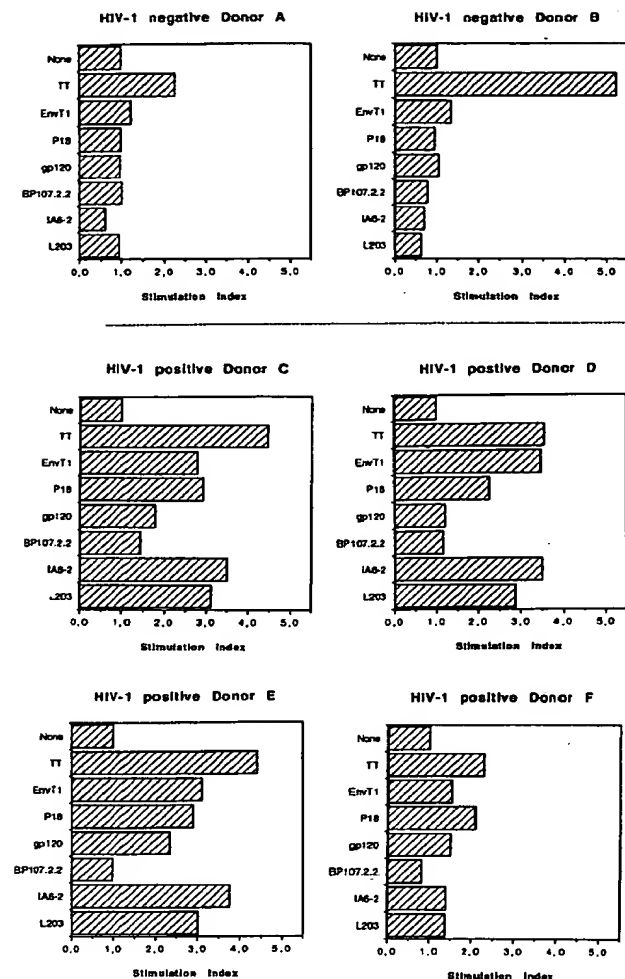 HIV-1 negative Donor A
None
TT
EnvT1
P18
gp120
BP107.2.2
IA6-2
L203
0.0 1.0 2.0 3.0 4.0 5.0
Stimulation Index
HIV-1 negative Donor B
None
TT
EnvT1
P18
gp120
BP107.2.2
IA6-2
L203
0.0 1.0 2.0 3.0 4.0 5.0
Stimulation Index
HIV-1 positive Donor C
None
TT
EnvT1
P18
gp120
BP107.2.2
IA6-2
L203
0.0 1.0 2.0 3.0 4.0 5.0
Stimulation Index
HIV-1 postive Donor D
None
TT
EnvT1
P18
gp120
BP107.2.2
IA6-2
L203
0.0 1.0 2.0 3.0 4.0 5.0
Stimulation Index
HIV-1 positive Donor E
None
TT
EnvT1
P18
gp120
BP107.2.2
IA6-2
L203
0.0 1.0 2.0 3.0 4.0 5.0
Stimulation Index
HIV-1 positive Donor F
None
TT
EnvT1
P18
gp120
BP107.2.2
IA6-2
L203
0.0 1.0 2.0 3.0 4.0 5.0
Stimulation Index